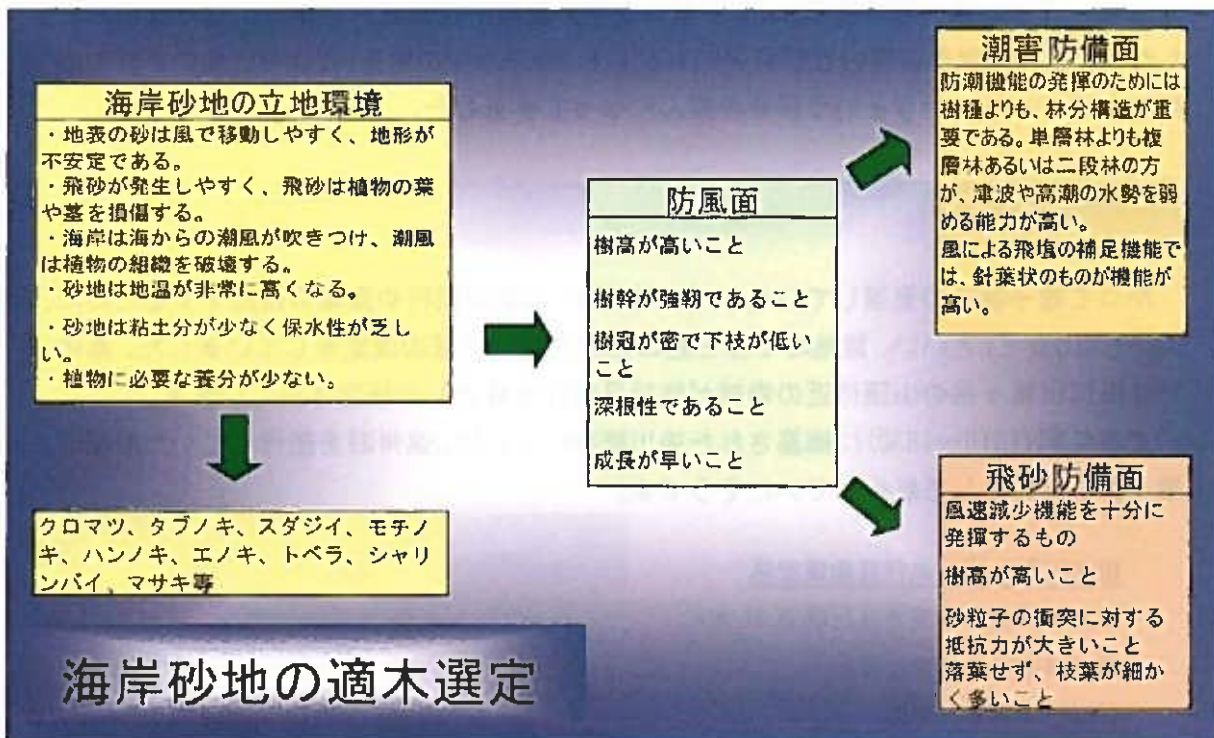 海岸砂地の立地環境
・地表の砂は風で移動しやすく、地形が
不安定である。
・飛砂が発生しやすく、飛砂は植物の葉
や茎を損傷する。
・海岸は海からの潮風が吹きつけ、潮風
は植物の組織を破壊する。
・砂地は地温が非常に高くなる。
・砂地は粘土分が少なく保水性が乏し
い。
・植物に必要な養分が少ない。
クロマツ、タブノキ、スダジイ、モチノ
キ、ハンノキ、エノキ、トベラ、シャリ
ンバイ、マサキ等
海岸砂地の適木選定
防風面
樹高が高いこと
樹幹が強靭であること
樹冠が密で下枝が低い
こと
深根性であること
成長が早いこと
潮害防備面
防潮機能の発揮のためには
樹種よりも、林分構造が重
要である。単層林よりも複
層林あるいは二段林の方
が、津波や高潮の水勢を弱
める能力が高い。
風による飛塩の補足機能で
は、針葉状のものが機能が
高い。
飛砂防備面
風速減少機能を十分に
発揮するもの
樹高が高いこと
砂粒子の衝突に対する
抵抗力が大きいこと
落葉せず、枝葉が細か
く多いこと